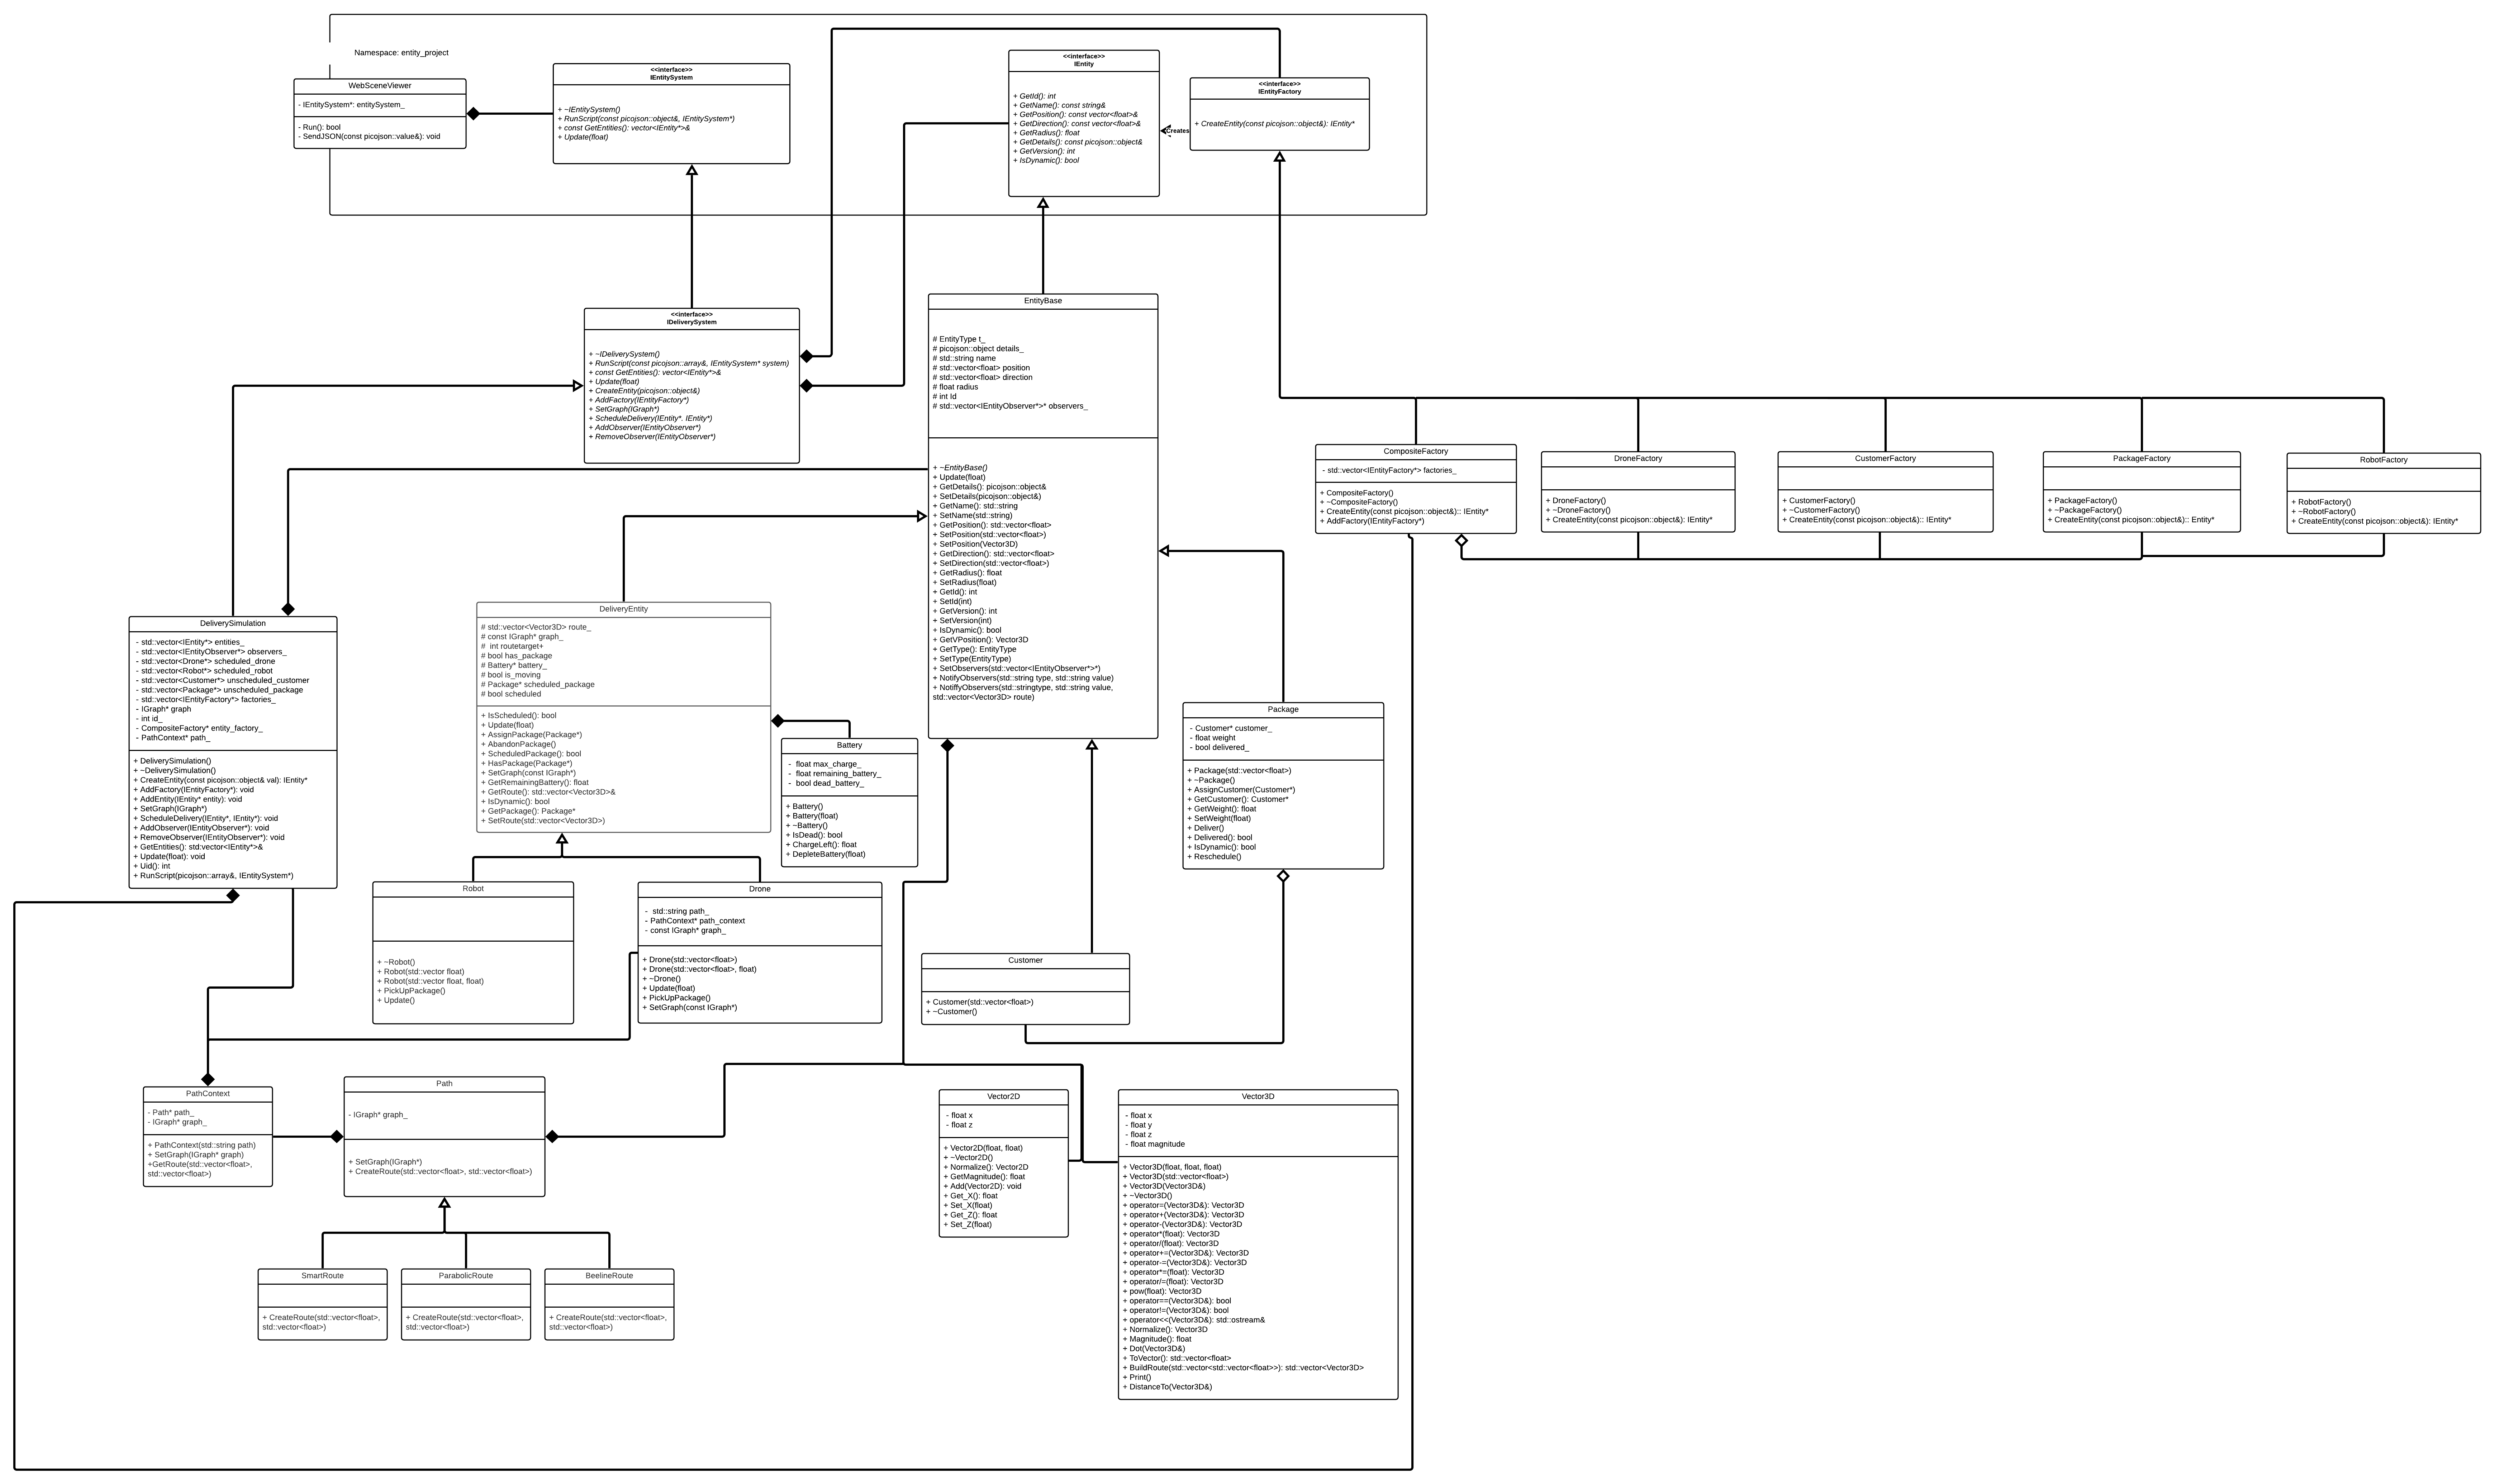 Namespace: entity_project
WebSceneViewer
- IEntitySystem*: entitySystem_
- Run(): bool
- SendJSON(const picojson::value&): void
<<interface>>
IEntitySystem
+ ~IEntitySystem()
+ RunScript(const picojson::object&, IEntitySystem*)
+ const GetEntities(): vector<IEntity*>&
+ Update(float)
<<interface>>
IEntity
+ GetId(): int
+ GetName(): const string&
+ GetPosition(): const vector<float>&
+ GetDirection(): const vector<float>&
+ GetRadius(): float
+ GetDetails(): const picojson::object&
+ GetVersion(): int
+ IsDynamic(): bool
Creates
<<interface>>
IEntityFactory
+ CreateEntity(const picojson::object&): IEntity*
<<interface>>
IDeliverySystem
+ ~IDeliverySystem()
+ RunScript(const picojson::array&, IEntitySystem* system)
+ const GetEntities(): vector<IEntity*>&
+ Update(float)
+ CreateEntity(picojson::object&)
+ AddFactory(IEntityFactory*)
+ SetGraph(IGraph*)
+ ScheduleDelivery(IEntity*. IEntity*)
+ AddObserver(IEntityObserver*)
+ RemoveObserver(IEntityObserver*)
EntityBase
# EntityType t_
# picojson::object details_
# std::string name
# std::vector<float> position
# std::vector<float> direction
# float radius
# int Id
# std::vector<IEntityObserver*>* observers_
+ ~EntityBase()
+ Update(float)
+ GetDetails(): picojson::object&
+ SetDetails(picojson::object&)
+ GetName(): std::string
+ SetName(std::string)
+ GetPosition(): std::vector<float>
+ SetPosition(std::vector<float>)
+ SetPosition(Vector3D)
+ GetDirection(): std::vector<float>
+ SetDirection(std::vector<float>)
+ GetRadius(): float
+ SetRadius(float)
+ GetId(): int
+ SetId(int)
+ GetVersion(): int
+ SetVersion(int)
+ IsDynamic(): bool
+ GetVPosition(): Vector3D
+ GetType(): EntityType
+ SetType(EntityType)
+ SetObservers(std::vector<IEntityObserver*>*)
+ NotifyObservers(std::string type, std::string value)
+ NotiffyObservers(std::stringtype, std::string value,
std::vector<Vector3D> route)
CompositeFactory
- std::vector<IEntityFactory*> factories_
+ CompositeFactory()
+ ~CompositeFactory()
+ CreateEntity(const picojson::object&):: IEntity*
+ AddFactory(IEntityFactory*)
DroneFactory
+ DroneFactory()
+ ~DroneFactory()
+ CreateEntity(const picojson::object&): IEntity*
CustomerFactory
+ CustomerFactory()
+ ~CustomerFactory()
+ CreateEntity(const picojson::object&):: IEntity*
PackageFactory
+ PackageFactory()
+ ~PackageFactory()
+ CreateEntity(const picojson::object&):: Entity*
RobotFactory
+ RobotFactory()
+ ~RobotFactory()
+ CreateEntity(const picojson::object&): IEntity*
DeliverySimulation
- std::vector<IEntity*> entities_
- std::vector<IEntityObserver*> observers_
- std::vector<Drone*> scheduled_drone
- std::vector<Robot*> scheduled_robot
- std::vector<Customer*> unscheduled_customer
- std::vector<Package*> unscheduled_package
- std::vector<IEntityFactory*> factories_
- IGraph* graph
- int id_
- CompositeFactory* entity_factory_
- PathContext* path_
+ DeliverySimulation()
+ ~DeliverySimulation()
+ CreateEntity(const picojson::object& val): IEntity*
+ AddFactory(IEntityFactory*): void
+ AddEntity(IEntity* entity): void
+ SetGraph(IGraph*)
+ ScheduleDelivery(IEntity*, IEntity*): void
+ AddObserver(IEntityObserver*): void
+ RemoveObserver(IEntityObserver*): void
+ GetEntities(): std:vector<IEntity*>&
+ Update(float): void
+ Uid(): int
+ RunScript(picojson::array&, IEntitySystem*)
DeliveryEntity
# std::vector<Vector3D> route_
# const IGraph* graph_
# int routetarget+
# bool has_package
# Battery* battery_
# bool is_moving
# Package* scheduled_package
# bool scheduled
+ IsScheduled(): bool
+ Update(float)
+ AssignPackage(Package*)
+ AbandonPackage()
+ ScheduledPackage(): bool
+ HasPackage(Package*)
+ SetGraph(const IGraph*)
+ GetRemainingBattery(): float
+ GetRoute(): std::vector<Vector3D>&
+ IsDynamic(): bool
+ GetPackage(): Package*
+ SetRoute(std::vector<Vector3D>)
Battery
- float max_charge_
- float remaining_battery_
- bool dead_battery_
+ Battery()
+ Battery(float)
+ ~Battery()
+ IsDead(): bool
+ ChargeLeft(): float
+ DepleteBattery(float)
Package
- Customer* customer_
- float weight
- bool delivered_
+ Package(std::vector<float>)
+ ~Package()
+ AssignCustomer(Customer*)
+ GetCustomer(): Customer*
+ GetWeight(): float
+ SetWeight(float)
+ Deliver()
+ Delivered(): bool
+ IsDynamic(): bool
+ Reschedule()
Robot
+ ~Robot()
+ Robot(std::vector float)
+ Robot(std::vector float, float)
+ PickUpPackage()
+ Update()
Drone
- std::string path_
- PathContext* path_context
- const IGraph* graph_
+ Drone(std::vector<float>)
+ Drone(std::vector<float>, float)
+ ~Drone()
+ Update(float)
+ PickUpPackage()
+ SetGraph(const IGraph*)
Customer
+ Customer(std::vector<float>)
+ ~Customer()
PathContext
- Path* path_
- IGraph* graph_
+ PathContext(std::string path)
+ SetGraph(IGraph* graph)
+GetRoute(std::vector<float>,
std::vector<float>)
Path
- IGraph* graph_
+ SetGraph(IGraph*)
+ CreateRoute(std::vector<float>, std::vector<float>)
Vector2D
- float x
- float z
+ Vector2D(float, float)
+ ~Vector2D()
+ Normalize(): Vector2D
+ GetMagnitude(): float
+ Add(Vector2D): void
+ Get_X(): float
+ Set_X(float)
+ Get_Z(): float
+ Set_Z(float)
Vector3D
- float x
- float y
- float z
- float magnitude
+ Vector3D(float, float, float)
+ Vector3D(std::vector<float>)
+ Vector3D(Vector3D&)
+ ~Vector3D()
+ operator=(Vector3D&): Vector3D
+ operator+(Vector3D&): Vector3D
+ operator-(Vector3D&): Vector3D
+ operator*(float): Vector3D
+ operator/(float): Vector3D
+ operator+=(Vector3D&): Vector3D
+ operator-=(Vector3D&): Vector3D
+ operator*=(float): Vector3D
+ operator/=(float): Vector3D
+ pow(float): Vector3D
+ operator==(Vector3D&): bool
+ operator!=(Vector3D&): bool
+ operator<<(Vector3D&): std::ostream&
+ Normalize(): Vector3D
+ Magnitude(): float
+ Dot(Vector3D&)
+ ToVector(): std::vector<float>
+ BuildRoute(std::vector<std::vector<float>>): std::vector<Vector3D>
+ Print()
+ DistanceTo(Vector3D&)
SmartRoute
+ CreateRoute(std::vector<float>,
std::vector<float>)
ParabolicRoute
+ CreateRoute(std::vector<float>,
std::vector<float>)
BeelineRoute
+ CreateRoute(std::vector<float>,
std::vector<float>)